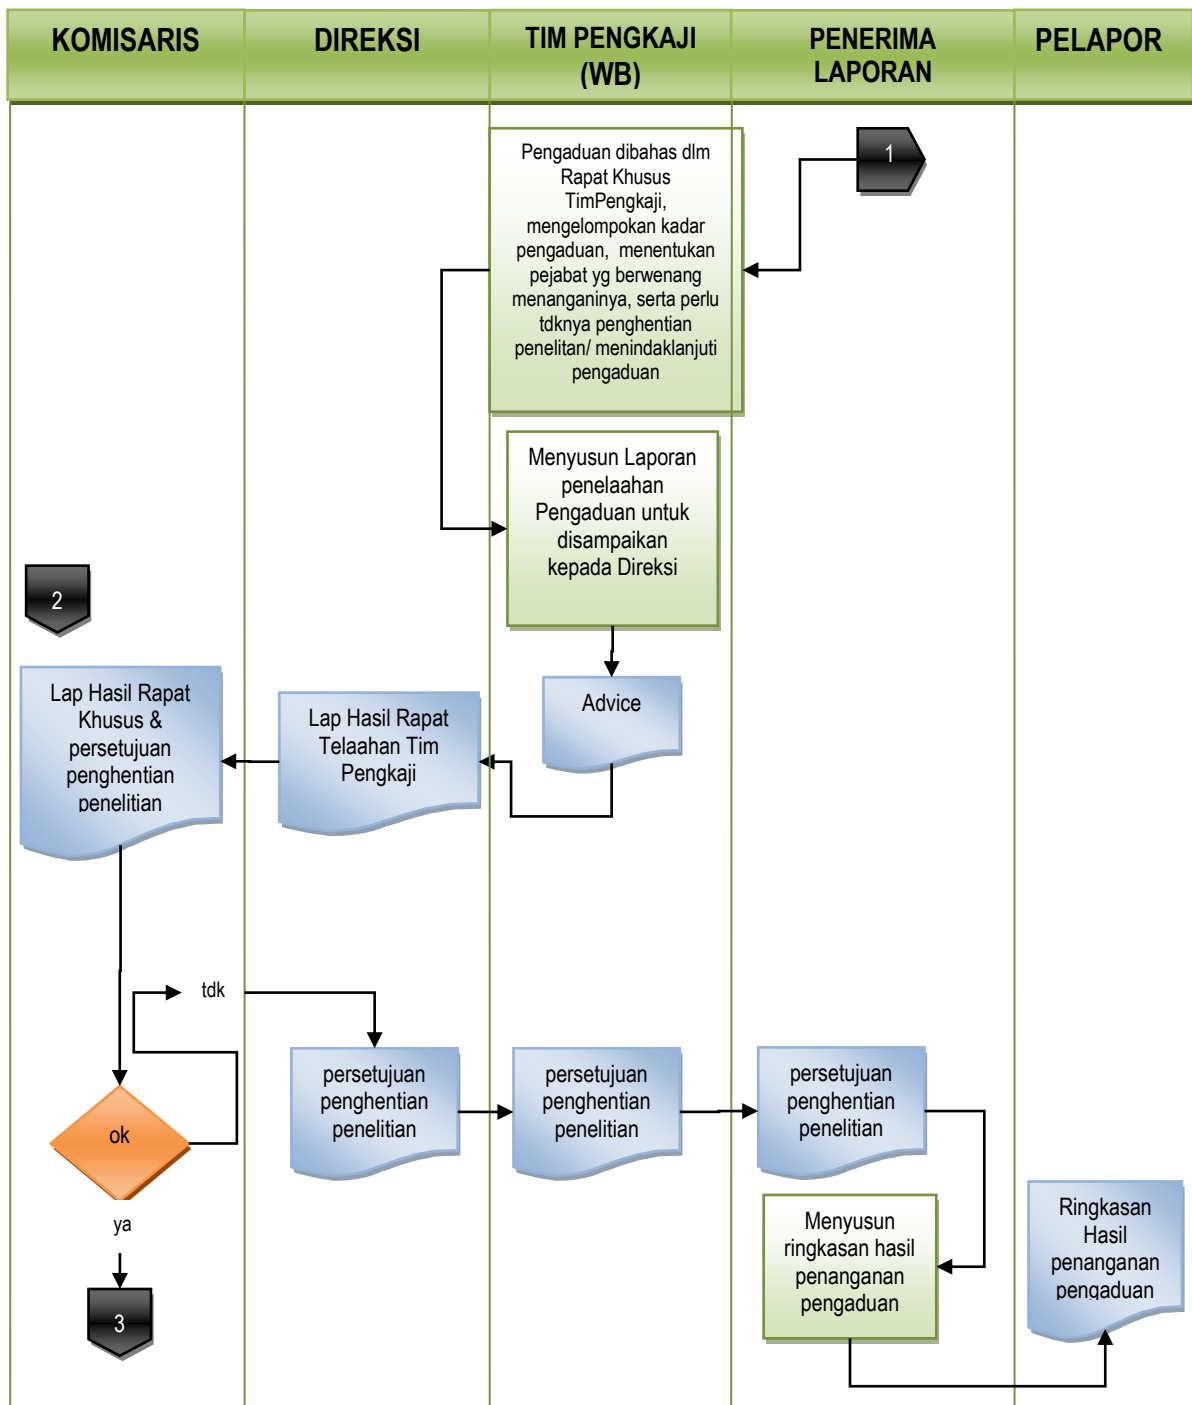 KOMISARIS
DIREKSI
TIM PENGKAJI
(WB)
PENERIMA
LAPORAN
PELAPOR
1
Pengaduan dibahas dlm
Rapat Khusus
TimPengkaji,
mengelompokan kadar
pengaduan, menentukan
pejabat yg berwenang
menanganinya, serta perlu
tdknya penghentian
penelitan/ menindaklanjuti
pengaduan
Menyusun Laporan
penelaahan
Pengaduan untuk
disampaikan
kepada Direksi
2
Advice
Lap Hasil Rapat
Telaahan Tim
Pengkaji
Lap Hasil Rapat
Khusus &
persetujuan
penghentian
penelitian
tdk
ok
ya
3
persetujuan
penghentian
penelitian
persetujuan
penghentian
penelitian
persetujuan
penghentian
penelitian
Menyusun
ringkasan hasil
penanganan
pengaduan
Ringkasan
Hasil
penanganan
pengaduan